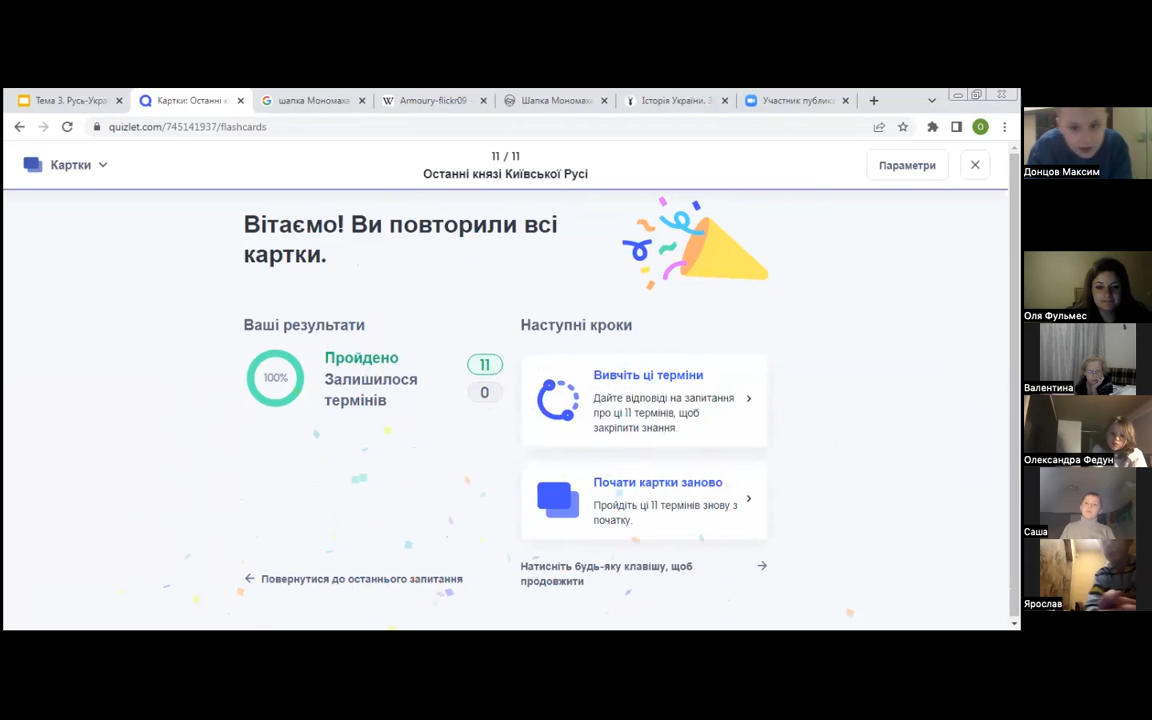 Тема 3. Русь-Укра
Картки: Останні к
шапка Мономаха
Armoury-flickr09
Шапка Мономах
Історія України. З
Участник публик
quizlet.com/745141937/flashcards
O
Картки
11 / 11
Останні князі Київської Русі
Параметри
Вітаємо! Ви повторили всі
картки.
Ваші результати
100%
Пройдено
11
Залишилося
термінів
0
Наступні кроки
Вивчіть ці терміни
Дайте відповіді на запитання
про ці 11 термінів, щоб
закріпити знання.
Почати картки заново
Пройдіть ці 11 термінів знову з
початку.
Повернутися до останнього запитання
Натисніть будь-яку клавішу, щоб
продовжити
Донцов Максим
Оля Фульмес
Валентина
Олександра Федун
Саша
Ярослав